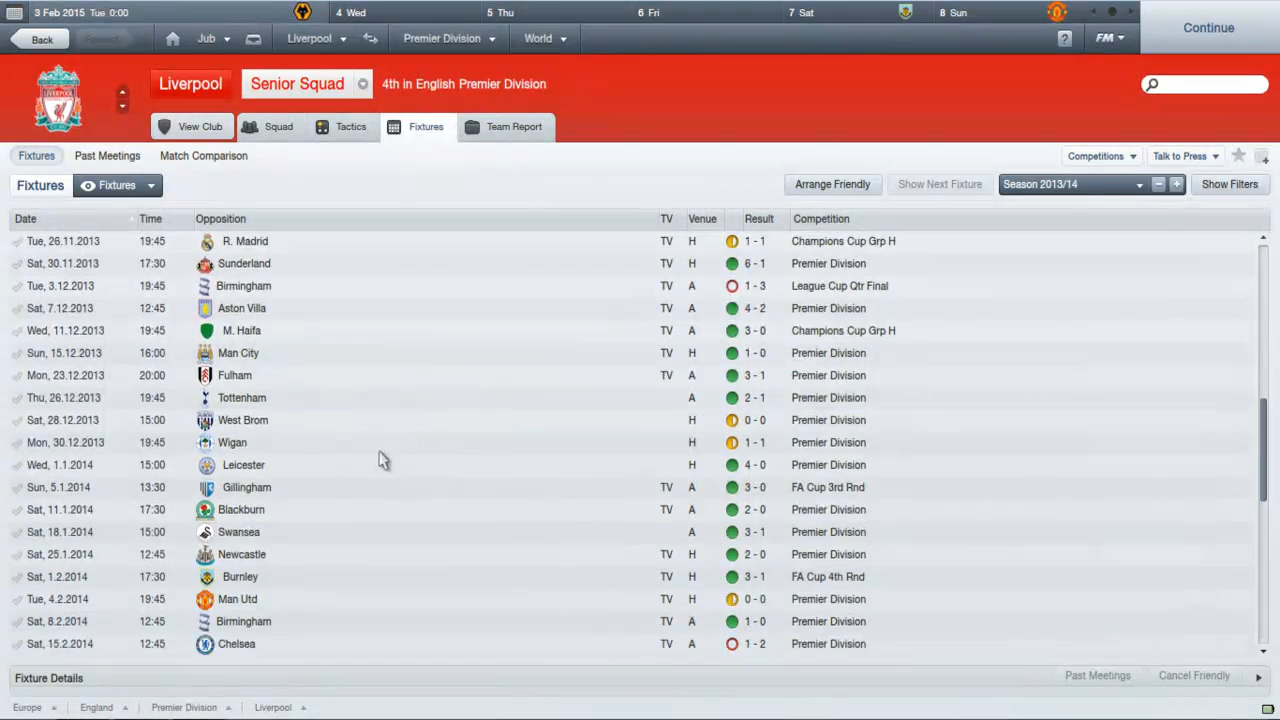 3 Feb 2015 Tue 0:00 4 Wed 5 Thu 6 Fri 7 Sat 8 Sun Continue
Back Forward Job Liverpool Premier Division World ? FM
Liverpool Senior Squad 4th in English Premier Division
View Club Squad Tactics Fixtures Team Report
Fixtures Past Meetings Match Comparison Competitions Talk to Press
Fixtures Fixtures Arrange Friendly Show Next Fixture Season 2013/14 Show Filters
Date Time Opposition TV Venue Result Competition
Tue, 26.11.2013 19:45 R. Madrid TV H 1 - 1 Champions Cup Grp H
Sat, 30.11.2013 17:30 Sunderland TV H 6 - 1 Premier Division
Tue, 3.12.2013 19:45 Birmingham TV A 1 - 3 League Cup Qtr Final
Sat, 7.12.2013 12:45 Aston Villa TV A 4 - 2 Premier Division
Wed, 11.12.2013 19:45 M. Haifa TV A 3 - 0 Champions Cup Grp H
Sun, 15.12.2013 16:00 Man City TV H 1 - 0 Premier Division
Mon, 23.12.2013 20:00 Fulham TV A 3 - 1 Premier Division
Thu, 26.12.2013 19:45 Tottenham A 2 - 1 Premier Division
Sat, 28.12.2013 15:00 West Brom H 0 - 0 Premier Division
Mon, 30.12.2013 19:45 Wigan H 1 - 1 Premier Division
Wed, 1.1.2014 15:00 Leicester H 4 - 0 Premier Division
Sun, 5.1.2014 13:30 Gillingham TV A 3 - 0 FA Cup 3rd Rnd
Sat, 11.1.2014 17:30 Blackburn TV A 2 - 0 Premier Division
Sat, 18.1.2014 15:00 Swansea A 3 - 1 Premier Division
Sat, 25.1.2014 12:45 Newcastle TV H 2 - 0 Premier Division
Sat, 1.2.2014 17:30 Burnley TV H 3 - 1 FA Cup 4th Rnd
Tue, 4.2.2014 19:45 Man Utd TV H 0 - 0 Premier Division
Sat, 8.2.2014 12:45 Birmingham TV A 1 - 0 Premier Division
Sat, 15.2.2014 12:45 Chelsea TV A 1 - 2 Premier Division
Fixture Details Past Meetings Cancel Friendly
Europe England Premier Division Liverpool